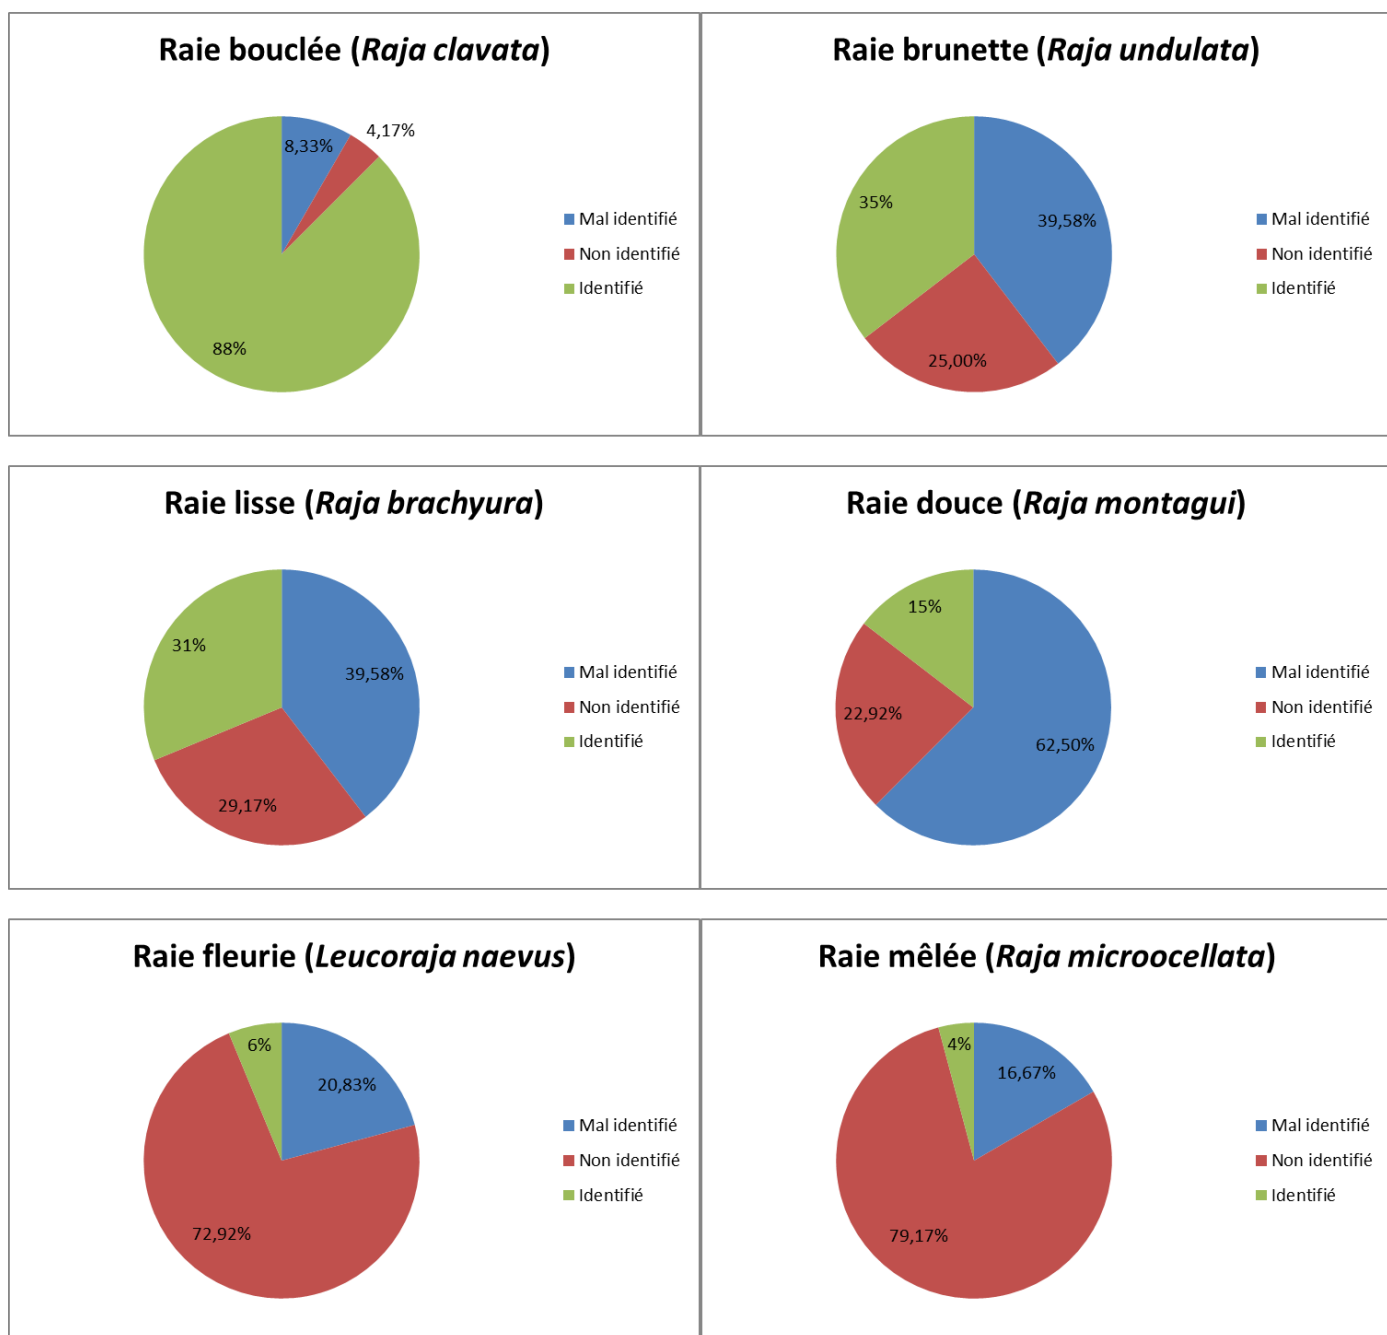 Raie bouclée (Raja clavata)
8,33%
4,17%
88%
Mal identifié
Non identifié
Identifié
Raie brunette (Raja undulata)
35%
39,58%
25,00%
Mal identifié
Non identifié
Identifié
Raie lisse (Raja brachyura)
31%
39,58%
29,17%
Mal identifié
Non identifié
Identifié
Raie douce (Raja montagui)
15%
22,92%
62,50%
Mal identifié
Non identifié
Identifié
Raie fleurie (Leucoraja naevus)
6%
20,83%
72,92%
Mal identifié
Non identifié
Identifié
Raie mêlée (Raja microocellata)
4%
16,67%
79,17%
Mal identifié
Non identifié
Identifié